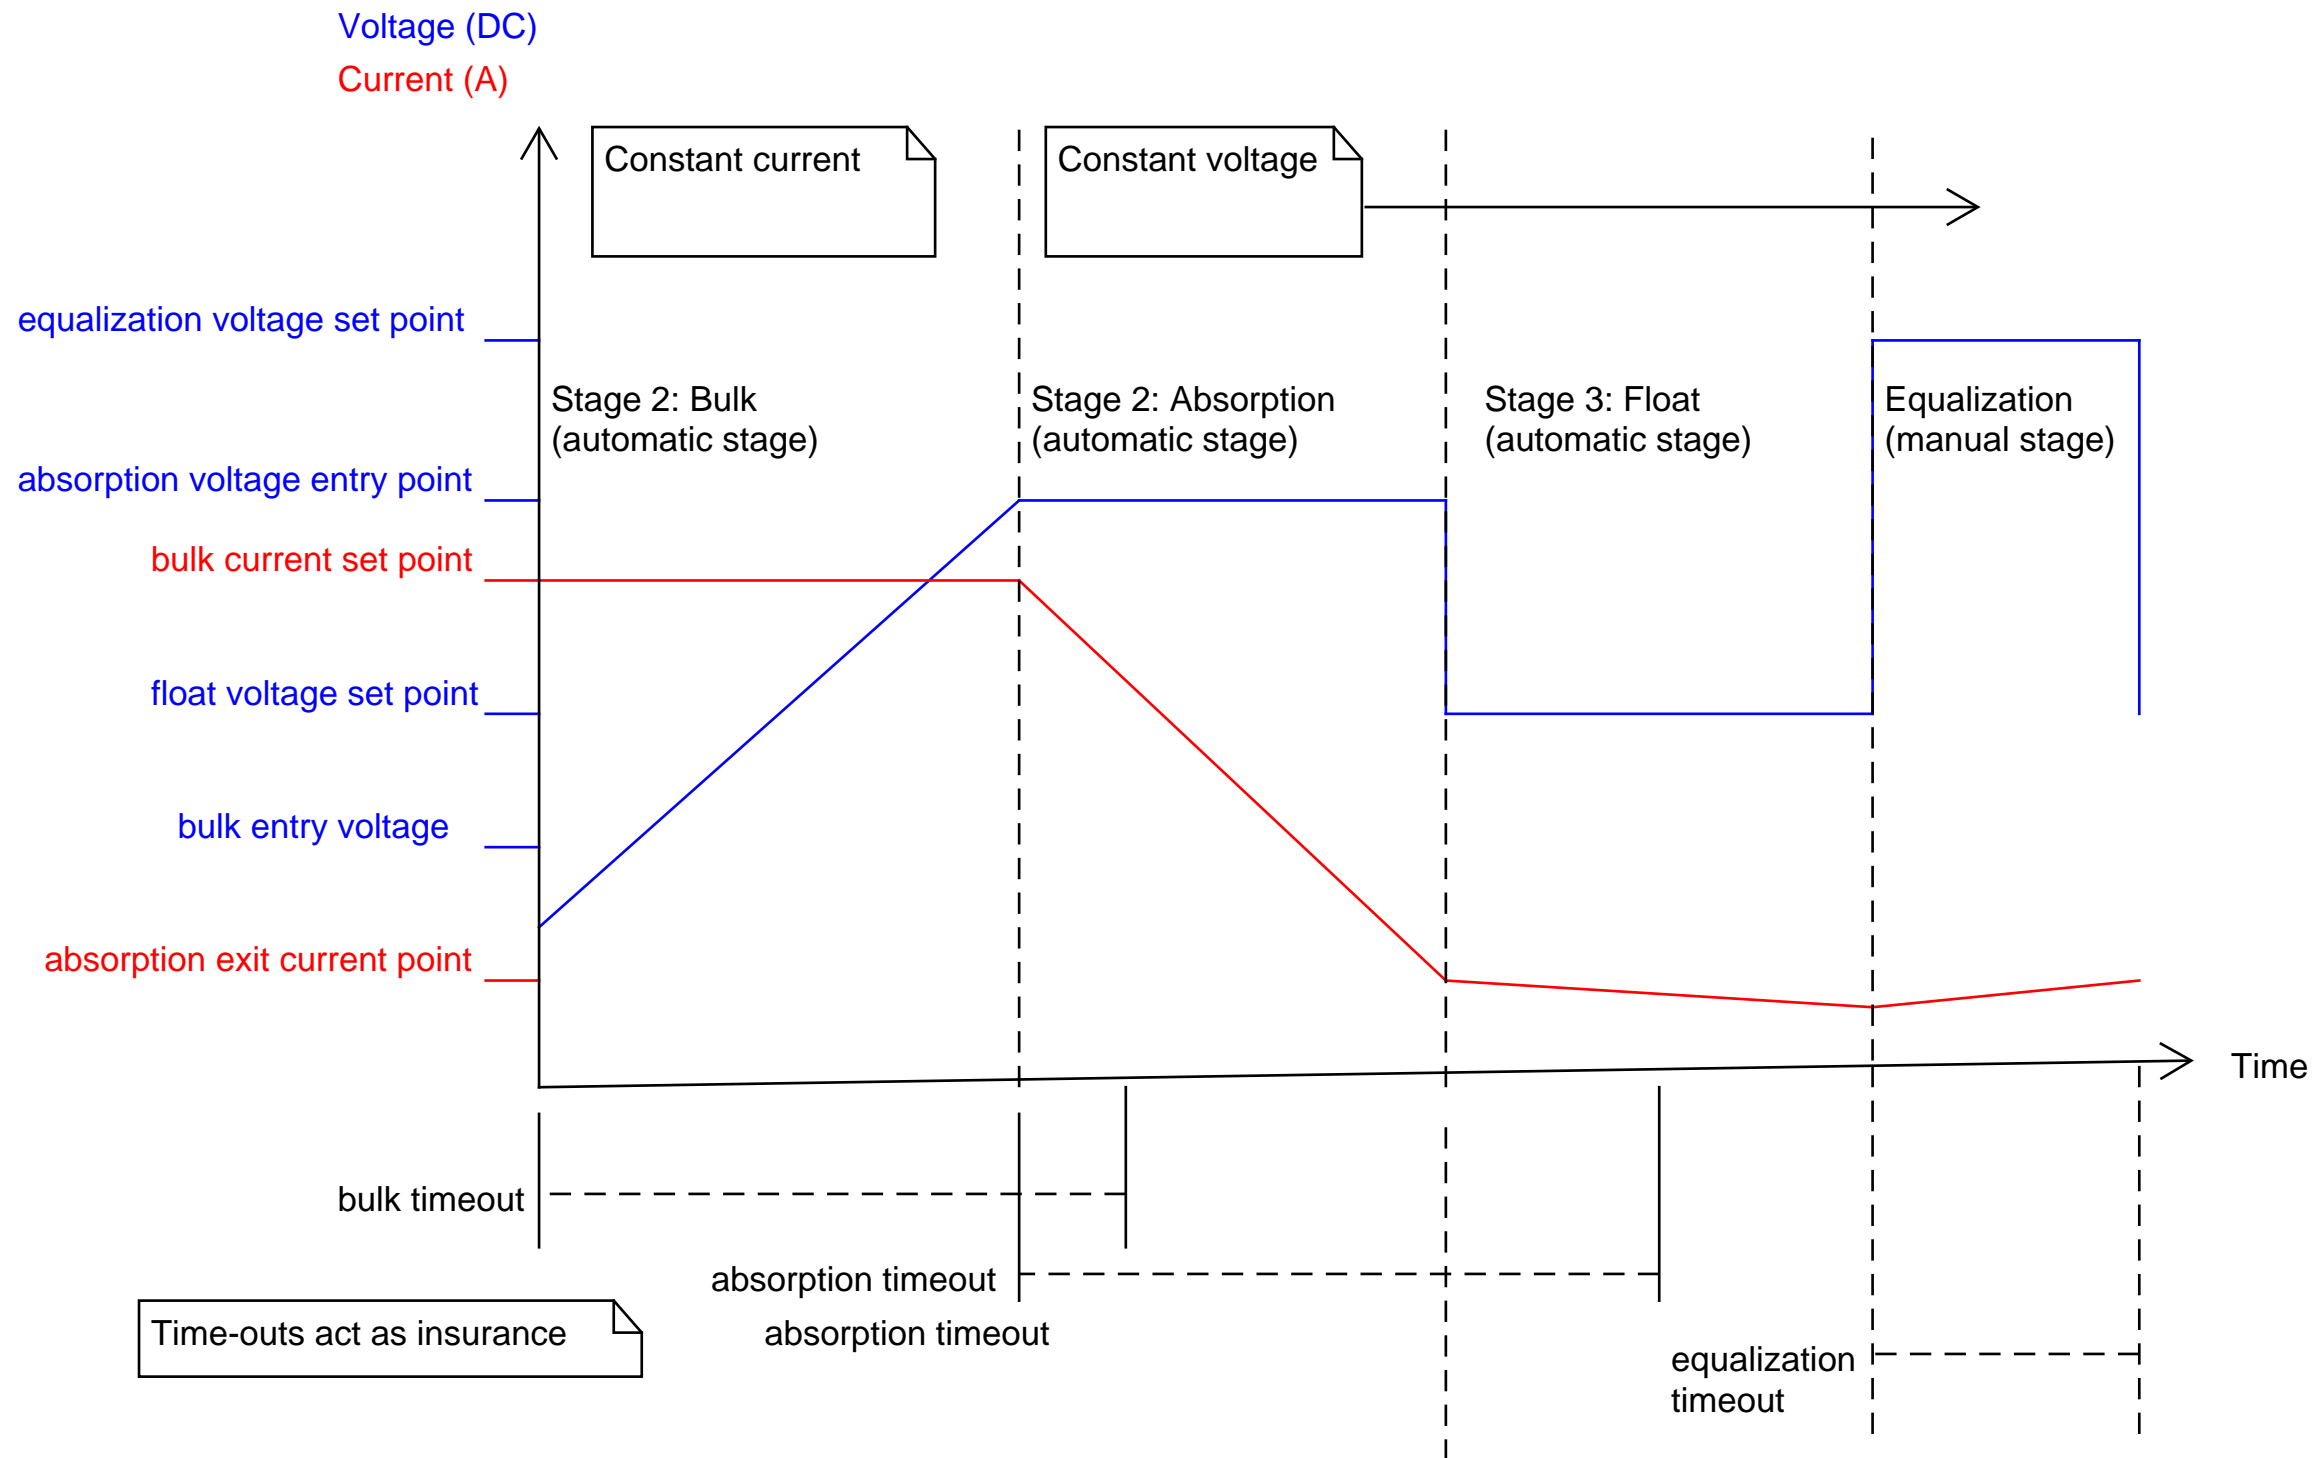 Voltage (DC)
Current (A)
Constant current
Constant voltage
equalization voltage set point
Stage 2: Bulk
(automatic stage)
Stage 2: Absorption
(automatic stage)
Stage 3: Float
(automatic stage)
Equalization
(manual stage)
absorption voltage entry point
bulk current set point
float voltage set point
bulk entry voltage
absorption exit current point
Time
bulk timeout
absorption timeout
Time-outs act as insurance
absorption timeout
equalization
timeout